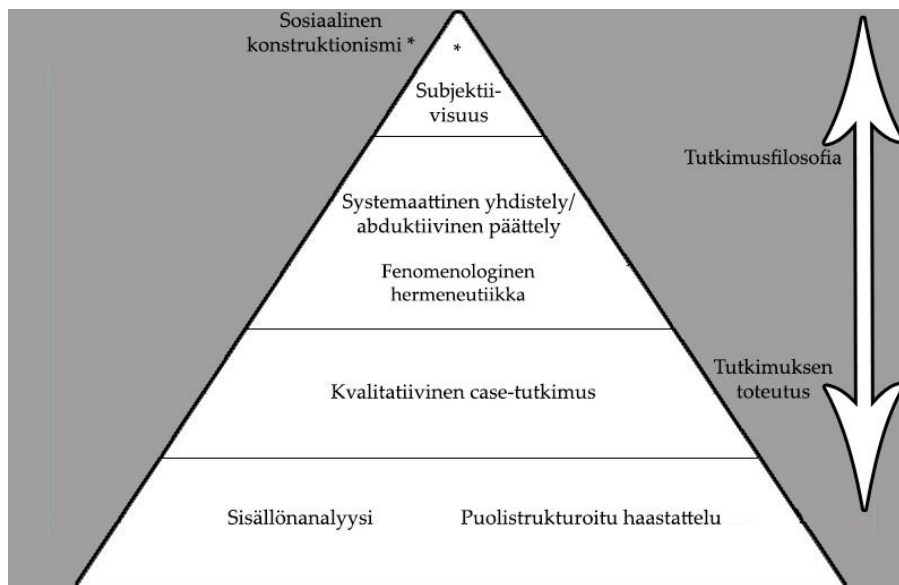 Sosiaalinen
konstruktionismi *
*
Subjektii-
visuus
Tutkimusfilosofia
Systemaattinen yhdistely/
abduktiivinen päättely
Fenomenologinen
hermeneutiikka
Tutkimuksen
toteutus
Kvalitatiivinen case-tutkimus
Sisällönanalyysi
Puolistrukturoitu haastattelu